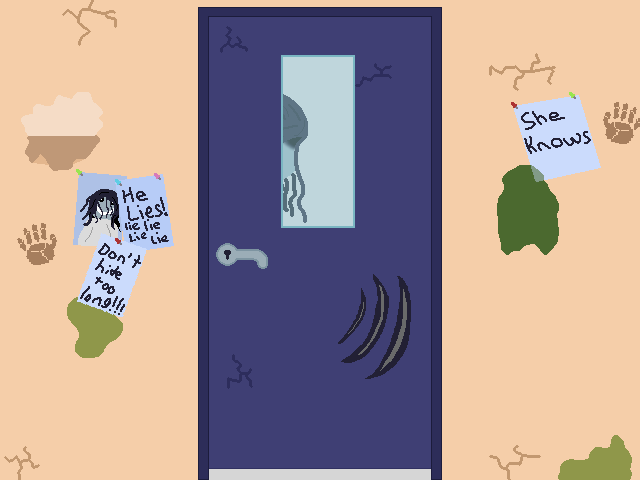 He
Lies!
lie lie
Lie lie
Don't
hide
too
long!!!
She
Knows